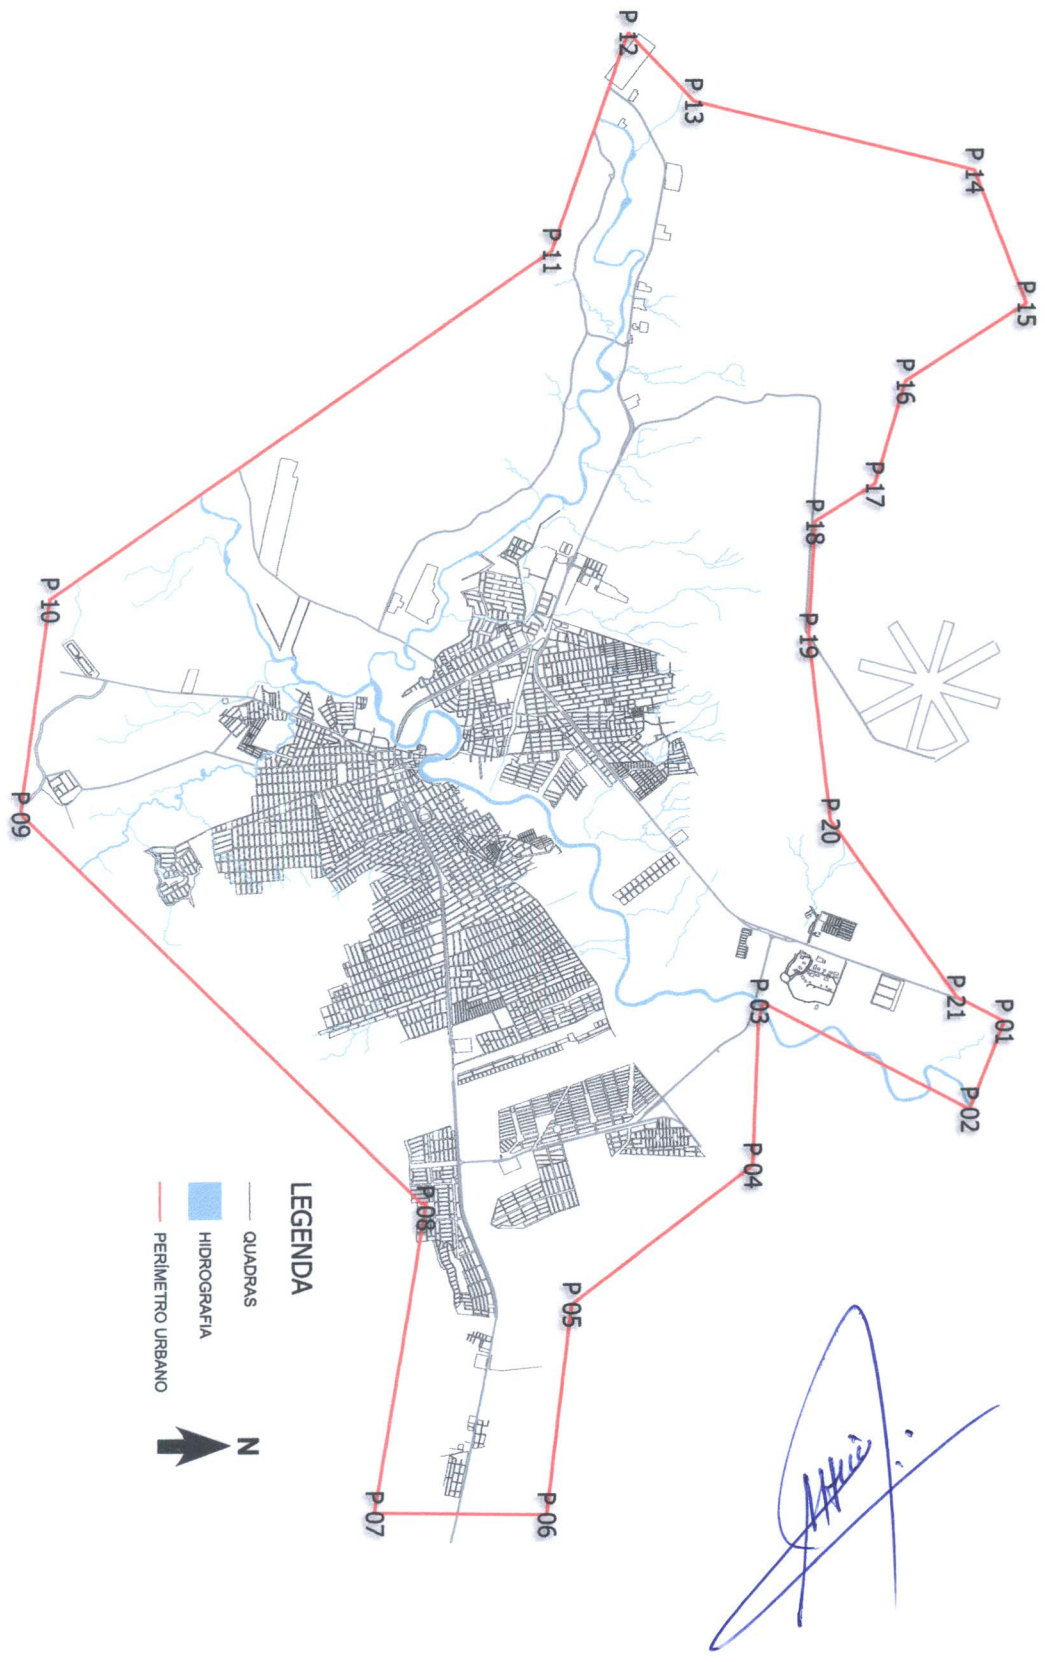 P 01
P 02
P 03
P 04
P 05
P 06
P 07
P 08
P 09
P 10
P 11
P 12
P 13
P 14
P 15
P 16
P 17
P 18
P 19
P 20
P 21
LEGENDA
QUADRAS
HIDROGRAFIA
PERÍMETRO URBANO
N